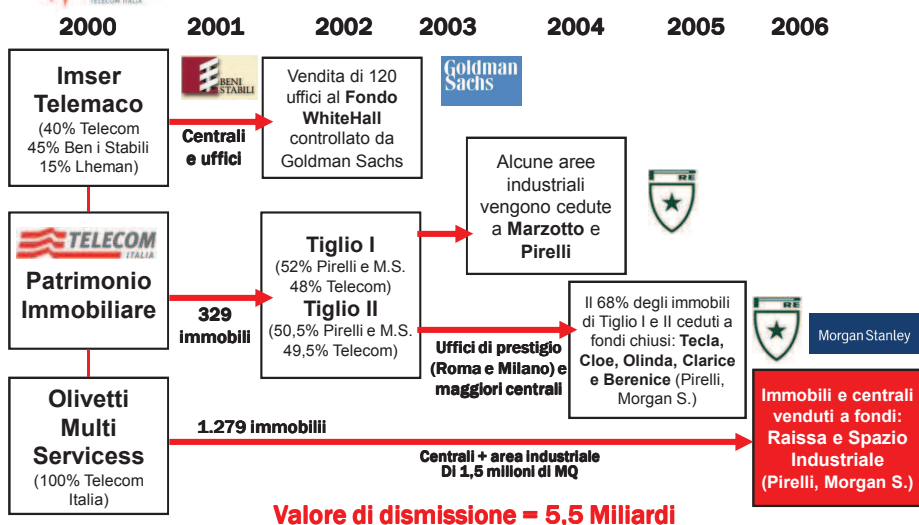 TELECOM ITALIA
2000 2001 2002 2003 2004 2005 2006
Imser
Telemaco
(40% Telecom
45% Ben i Stabili
15% Lheman)
BENI
STABILI
Centrali
e uffici
Vendita di 120
uffici al Fondo
WhiteHall
controllato da
Goldman Sachs
Goldman
Sachs
Alcune aree
industriali
vengono cedute
a Marzotto e
Pirelli
RE
TELECOM
ITALIA
Patrimonio
Immobiliare
329
immobili
Tiglio I
(52% Pirelli e M.S.
48% Telecom)
Tiglio II
(50,5% Pirelli e M.S.
49,5% Telecom)
Uffici di prestigio
(Roma e Milano) e
maggiori centrali
Il 68% degli immobili
di Tiglio I e II ceduti a
fondi chiusi: Tecla,
Cloe, Olinda, Clarice
e Berenice (Pirelli,
Morgan S.)
RE
Morgan Stanley
Olivetti
Multi
Servicess
(100% Telecom
Italia)
1.279 immobilii
Centrali + area industriale
Di 1,5 milioni di MQ
Immobili e centrali
venduti a fondi:
Raissa e Spazio
Industriale
(Pirelli, Morgan S.)
Valore di dismissione = 5,5 Miliardi